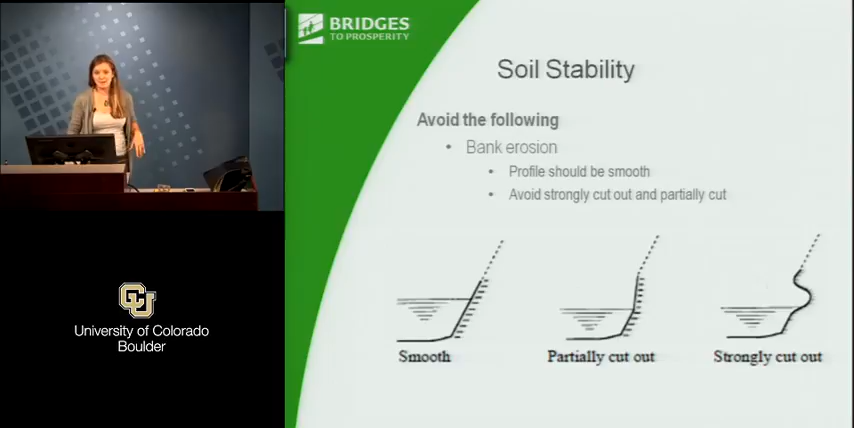 BRIDGES
TO PROSPERITY
Soil Stability
Avoid the following
• Bank erosion
• Profile should be smooth
• Avoid strongly cut out and partially cut
Smooth
Partially cut out
Strongly cut out
CU
University of Colorado
Boulder